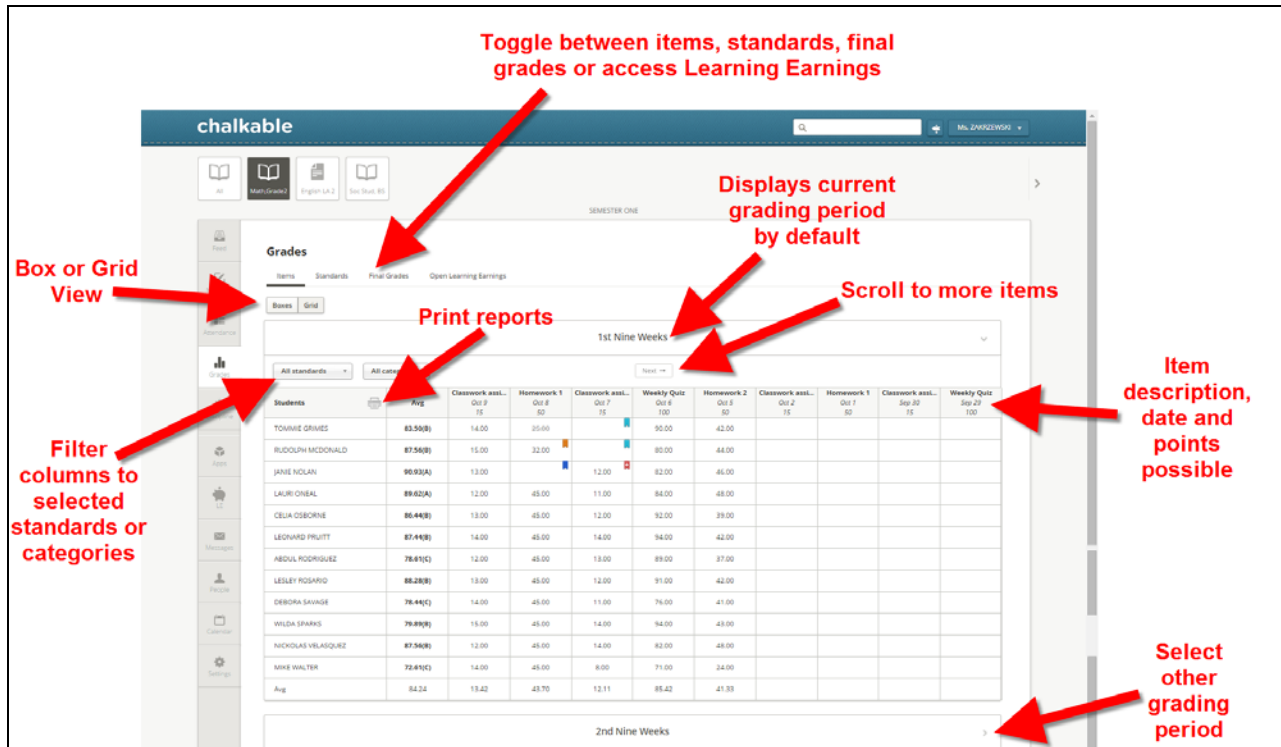 Toggle between items, standards, final
grades or access Learning Earnings
chalkable
Ms. ZAKRZEWSKI
All
Math,Grade2
English LA 2
Soc Stud, BS
Displays current
grading period
by default
SEMESTER ONE
Feed
Grades
Items Standards Final Grades Open Learning Earnings
Box or Grid
View
Boxes Grid
Scroll to more items
Print reports
Attendance
1st Nine Weeks
Grades
All standards
Next →
Item
description,
date and
points
possible
Students Avg Classwork assi... Homework 1 Classwork assi... Weekly Quiz Homework 2 Classwork assi... Homework 1 Classwork assi... Weekly Quiz
Oct 9 Oct 8 Oct 7 Oct 6 Oct 5 Oct 2 Oct 1 Sep 30 Sep 29
15 50 15 100 50 15 50 15 100
TOMMIE GRIMES 83.50(B) 14.00 25.00 90.00 42.00
RUDOLPH MCDONALD 87.56(B) 15.00 32.00 80.00 44.00
JANIE NOLAN 90.93(A) 13.00 12.00 82.00 46.00
LAURI ONEAL 89.62(A) 12.00 45.00 11.00 84.00 48.00
CELIA OSBORNE 86.44(B) 13.00 45.00 12.00 92.00 39.00
LEONARD PRUITT 87.44(B) 14.00 45.00 14.00 94.00 42.00
ABDUL RODRIGUEZ 78.61(C) 12.00 45.00 13.00 89.00 37.00
LESLEY ROSARIO 88.28(B) 13.00 45.00 12.00 91.00 42.00
DEBORA SAVAGE 78.44(C) 14.00 45.00 11.00 76.00 41.00
WILDA SPARKS 79.89(B) 15.00 45.00 14.00 94.00 43.00
NICKOLAS VELASQUEZ 87.56(B) 12.00 45.00 14.00 82.00 48.00
MIKE WALTER 72.61(C) 14.00 45.00 8.00 71.00 24.00
Avg 84.24 13.42 43.70 12.11 85.42 41.33
Filter
columns to
selected
standards or
categories
Apps
LE
Messages
People
Calendar
Settings
Select
other
grading
period
2nd Nine Weeks